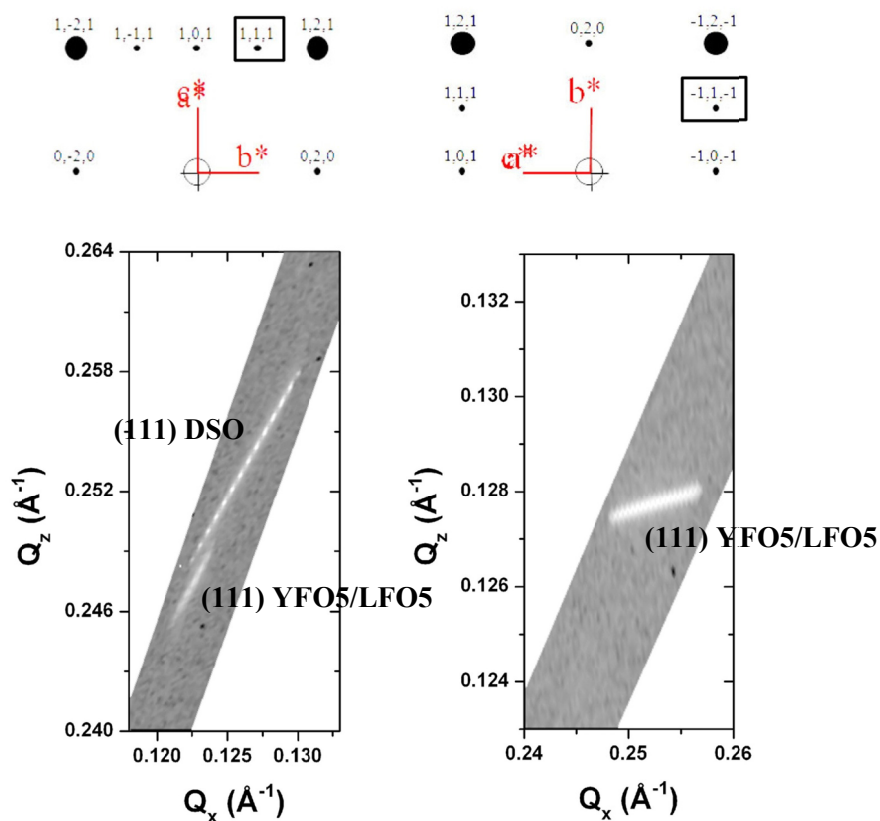 1,-2,1 1,-1,1 1,0,1 1,1,1 1,2,1
a*
b*
0,-2,0 0,2,0
1,2,1 0,2,0 -1,2,-1
1,1,1 b* -1,1,-1
1,0,1 -1,0,-1
0.264
0.258
0.252
0.246
0.240
Qz (Å-1)
(111) DSO
(111) YFO5/LFO5
0.120 0.125 0.130
Qx (Å-1)
0.132
0.130
0.128
0.126
0.124
Qz (Å-1)
(111) YFO5/LFO5
0.24 0.25 0.26
Qx (Å-1)